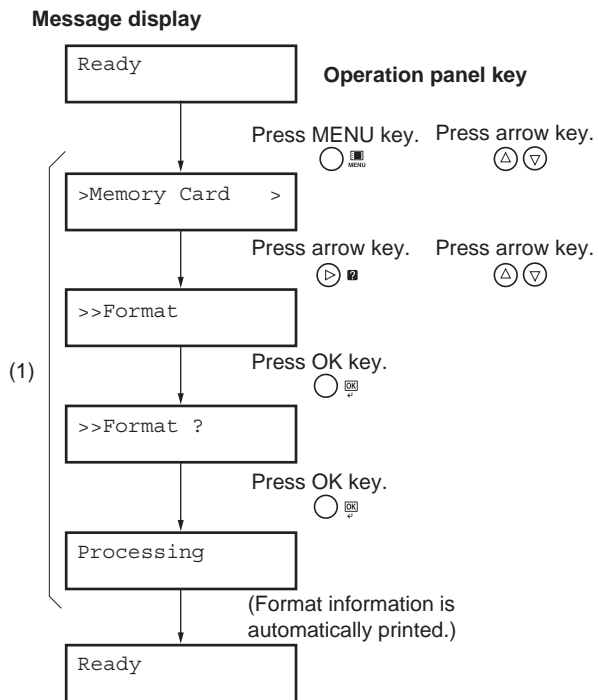 Message display
Ready
Operation panel key
Press MENU key. Press arrow key.
MENU
>Memory Card >
Press arrow key. Press arrow key.
?
>>Format
(1)
Press OK key.
OK
>>Format ?
Press OK key.
OK
Processing
(Format information is
automatically printed.)
Ready